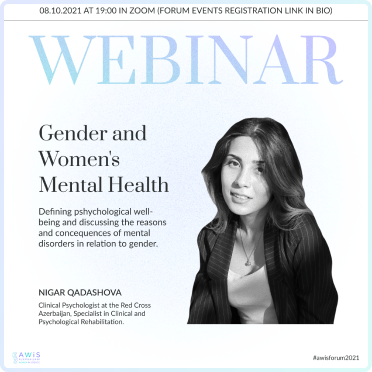 08.10.2021 AT 19:00 IN ZOOM (FORUM EVENTS REGISTRATION LINK IN BIO)
WEBINAR
Gender and
Women's
Mental Health
Defining pshychological well-
being and discussing the reasons
and concequences of mental
disorders in relation to gender.
NIGAR QADASHOVA
Clinical Psychologist at the Red Cross
Azerbaijan, Specialist in Clinical and
Psychological Rehabilitation.
AWiS
#awisforum2021